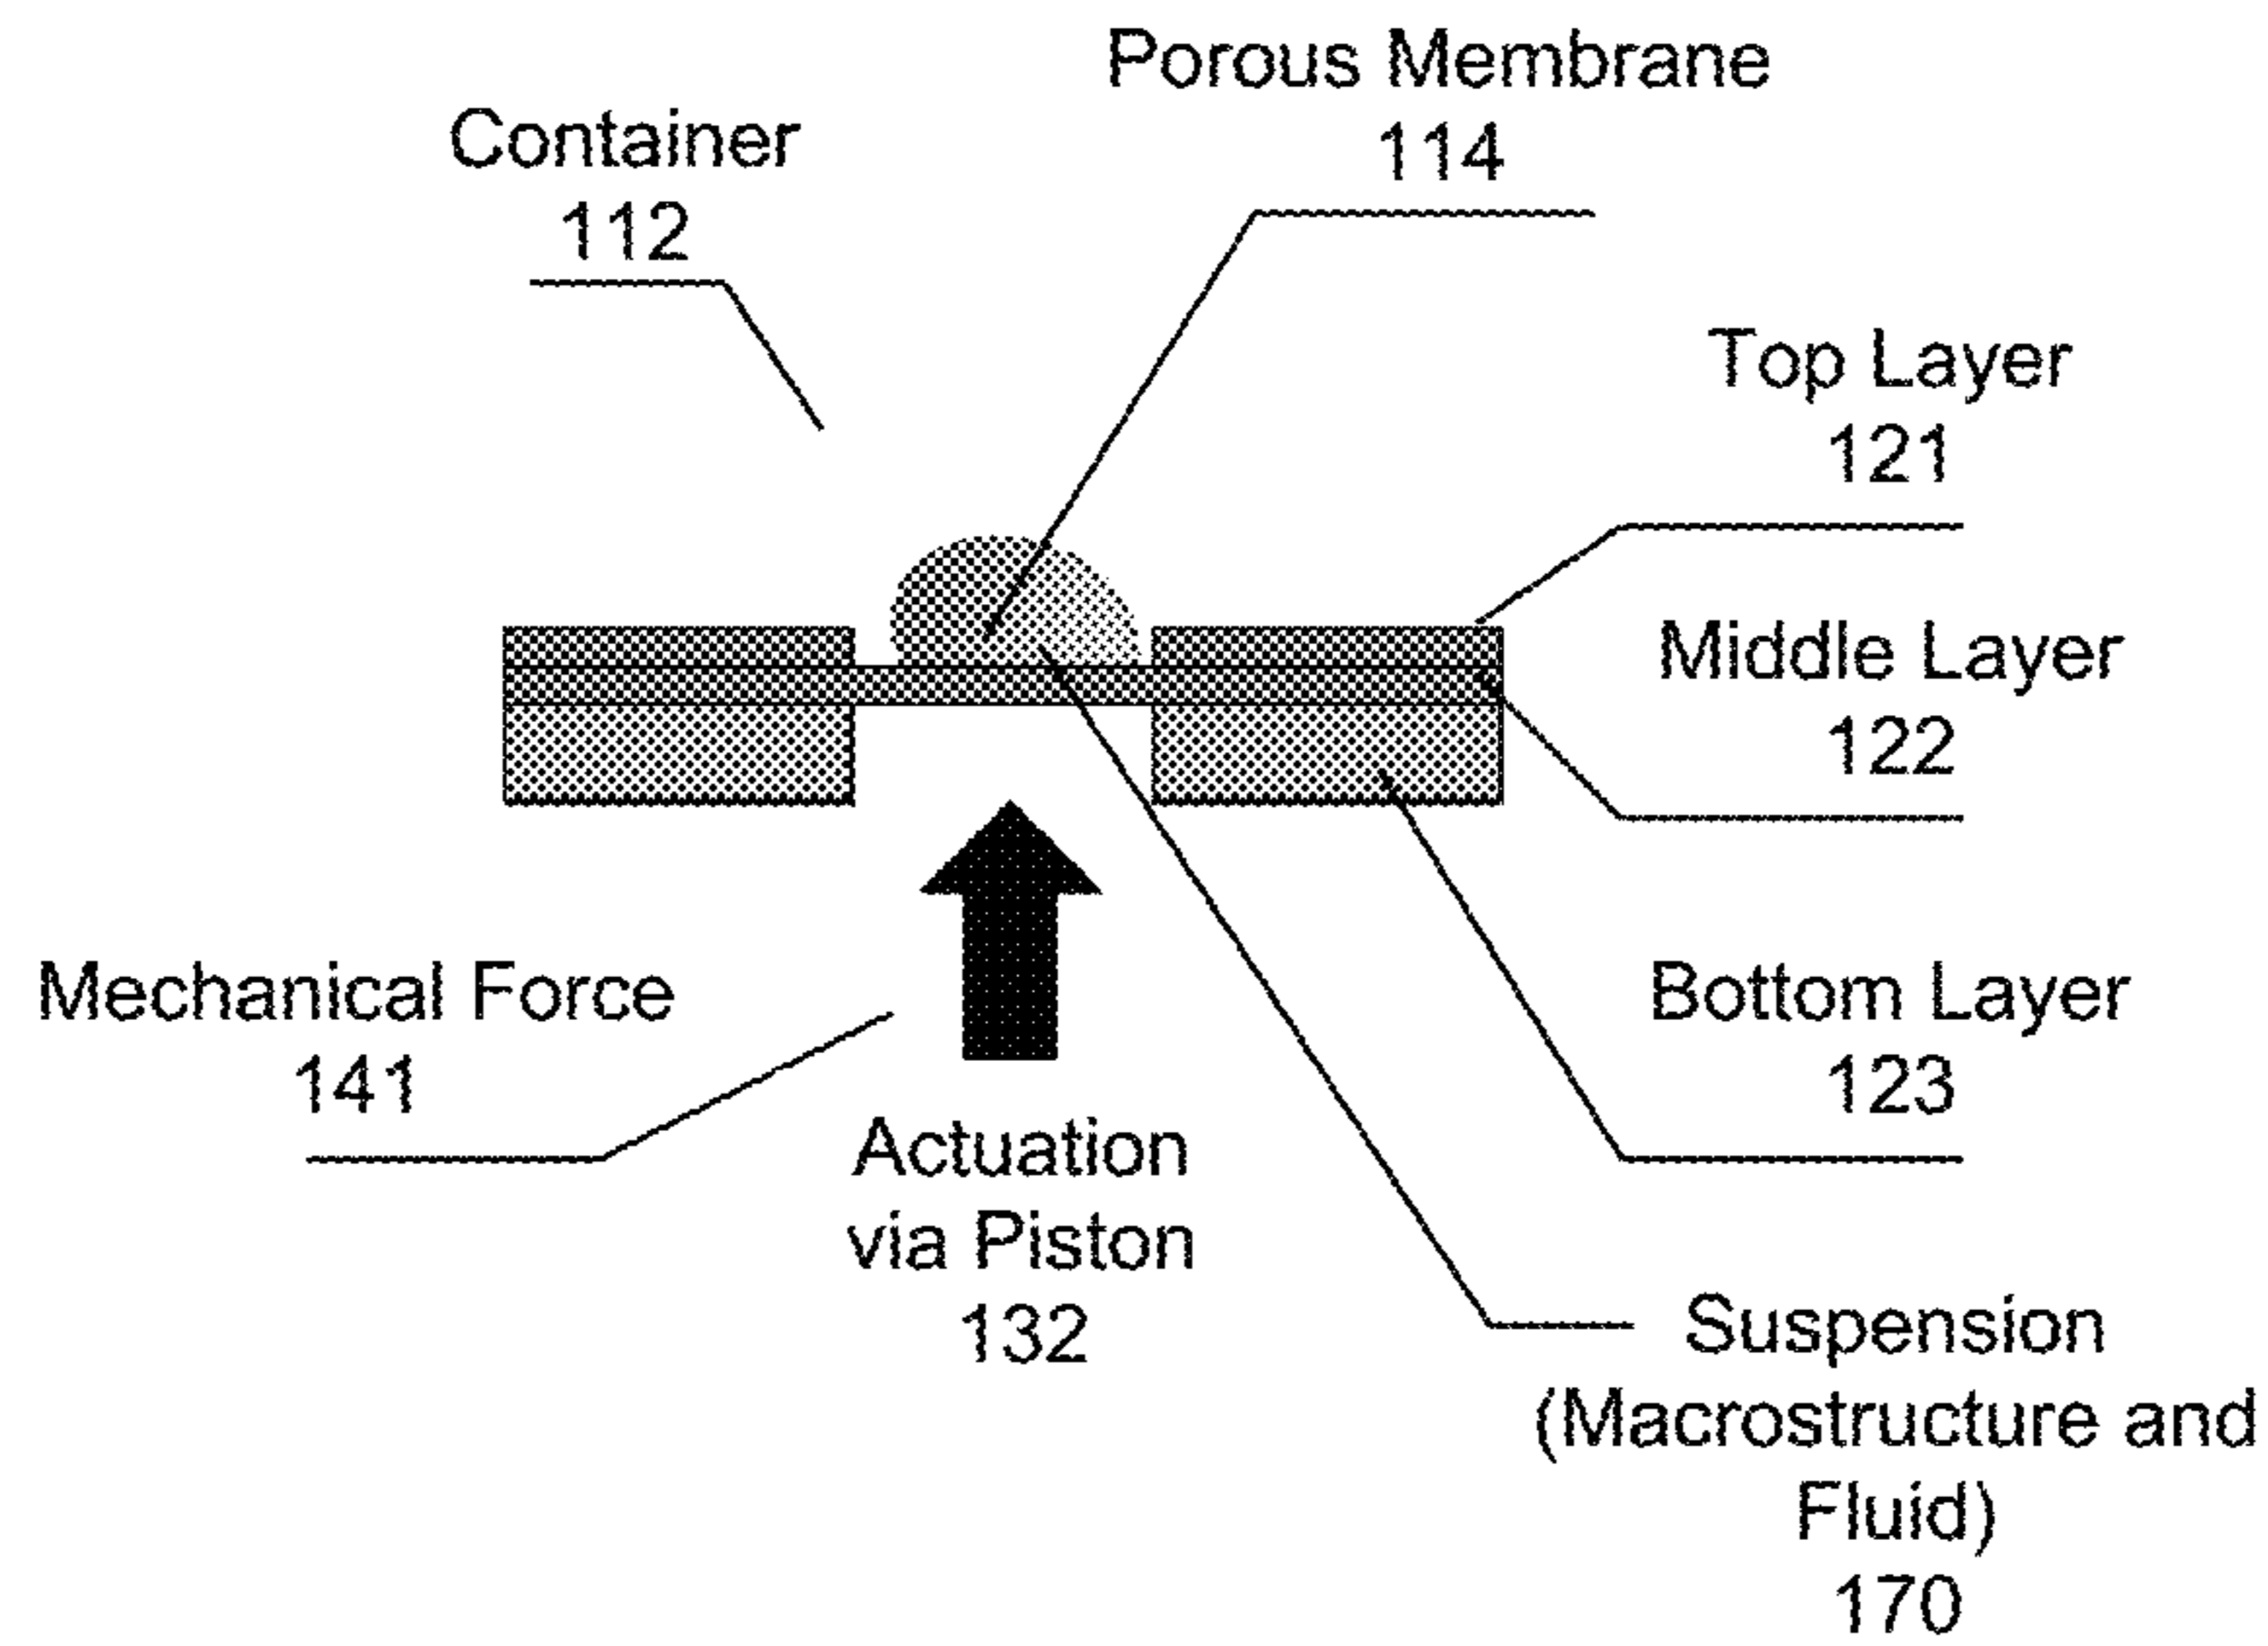 Porous Membrane
114
Container
112
Top Layer
121
Middle Layer
122
Mechanical Force
141
Bottom Layer
123
Actuation
via Piston
132
Suspension
(Macrostructure and
Fluid)
170